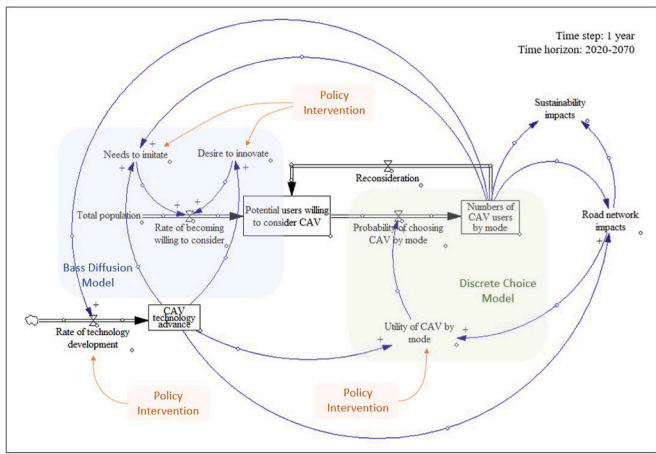 Time step: 1 year
Time horizon: 2020-2070
Policy
Intervention
Sustainability
impacts
Needs to imitate
Desire to innovate
Reconsideration
Total population
Rate of becoming
willing to consider
Potential users willing
to consider CAV
Probability of choosing
CAV by mode
Numbers of
CAV users
by mode
Road network
impacts
Bass Diffusion
Model
Discrete Choice
Model
CAV
technology
advance
Rate of technology
development
Utility of CAV by
mode
Policy
Intervention
Policy
Intervention